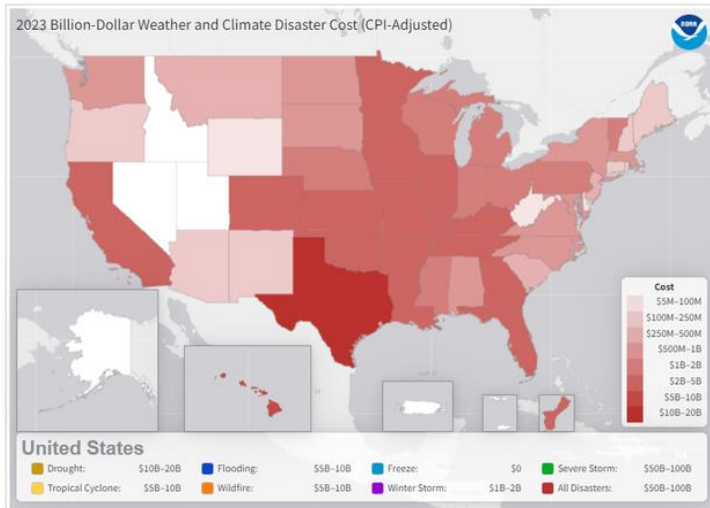 2023 Billion-Dollar Weather and Climate Disaster Cost (CPI-Adjusted)
NOAA
Cost
$5M–100M
$100M–250M
$250M–500M
$500M–1B
$1B–2B
$2B–5B
$5B–10B
$10B–20B
United States
Drought: $10B–20B Flooding: $5B–10B Freeze: $0 Severe Storm: $50B–100B
Tropical Cyclone: $5B–10B Wildfire: $5B–10B Winter Storm: $1B–2B All Disasters: $50B–100B